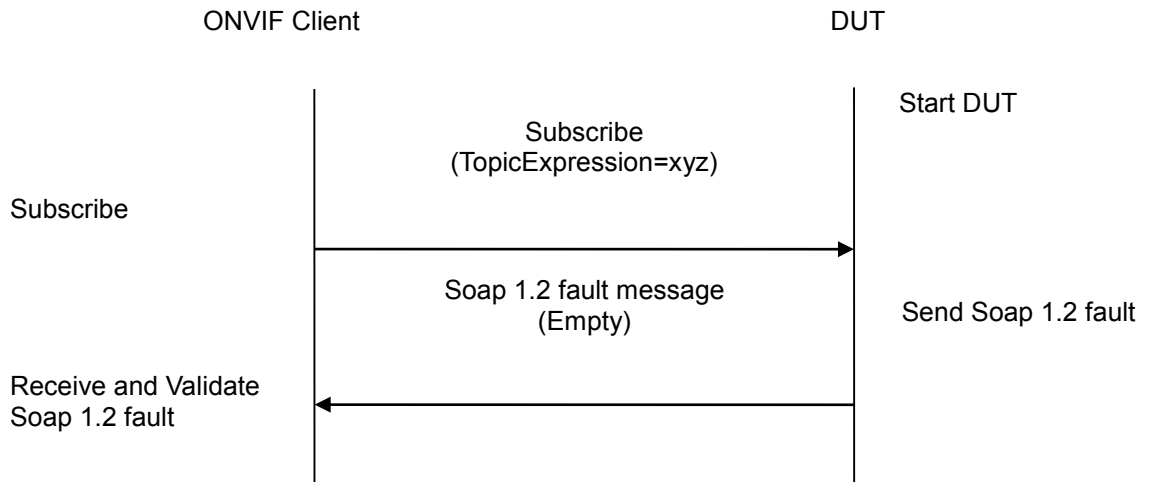 ONVIF Client
DUT
Start DUT
Subscribe
(TopicExpression=xyz)
Subscribe
Soap 1.2 fault message
(Empty)
Send Soap 1.2 fault
Receive and Validate
Soap 1.2 fault